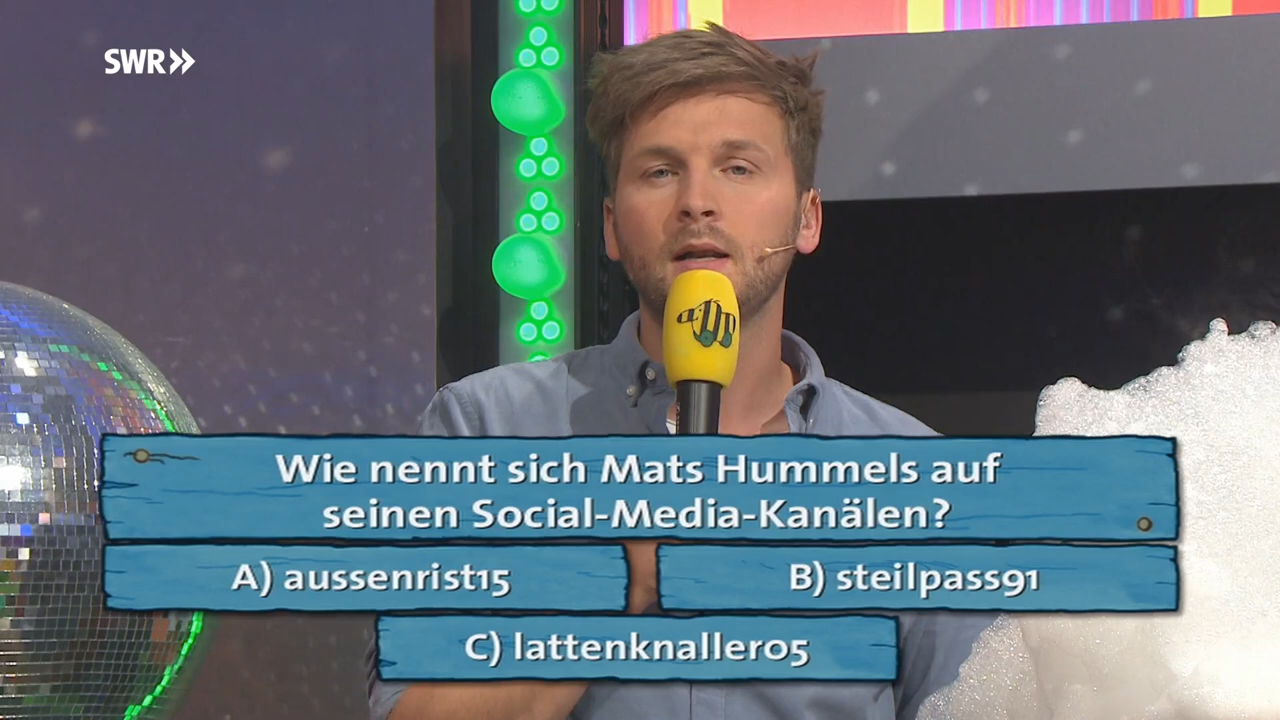 SWR
Wie nennt sich Mats Hummels auf
seinen Social-Media-Kanälen?
A) aussenrist15
B) steilpass91
C) lattenknaller05